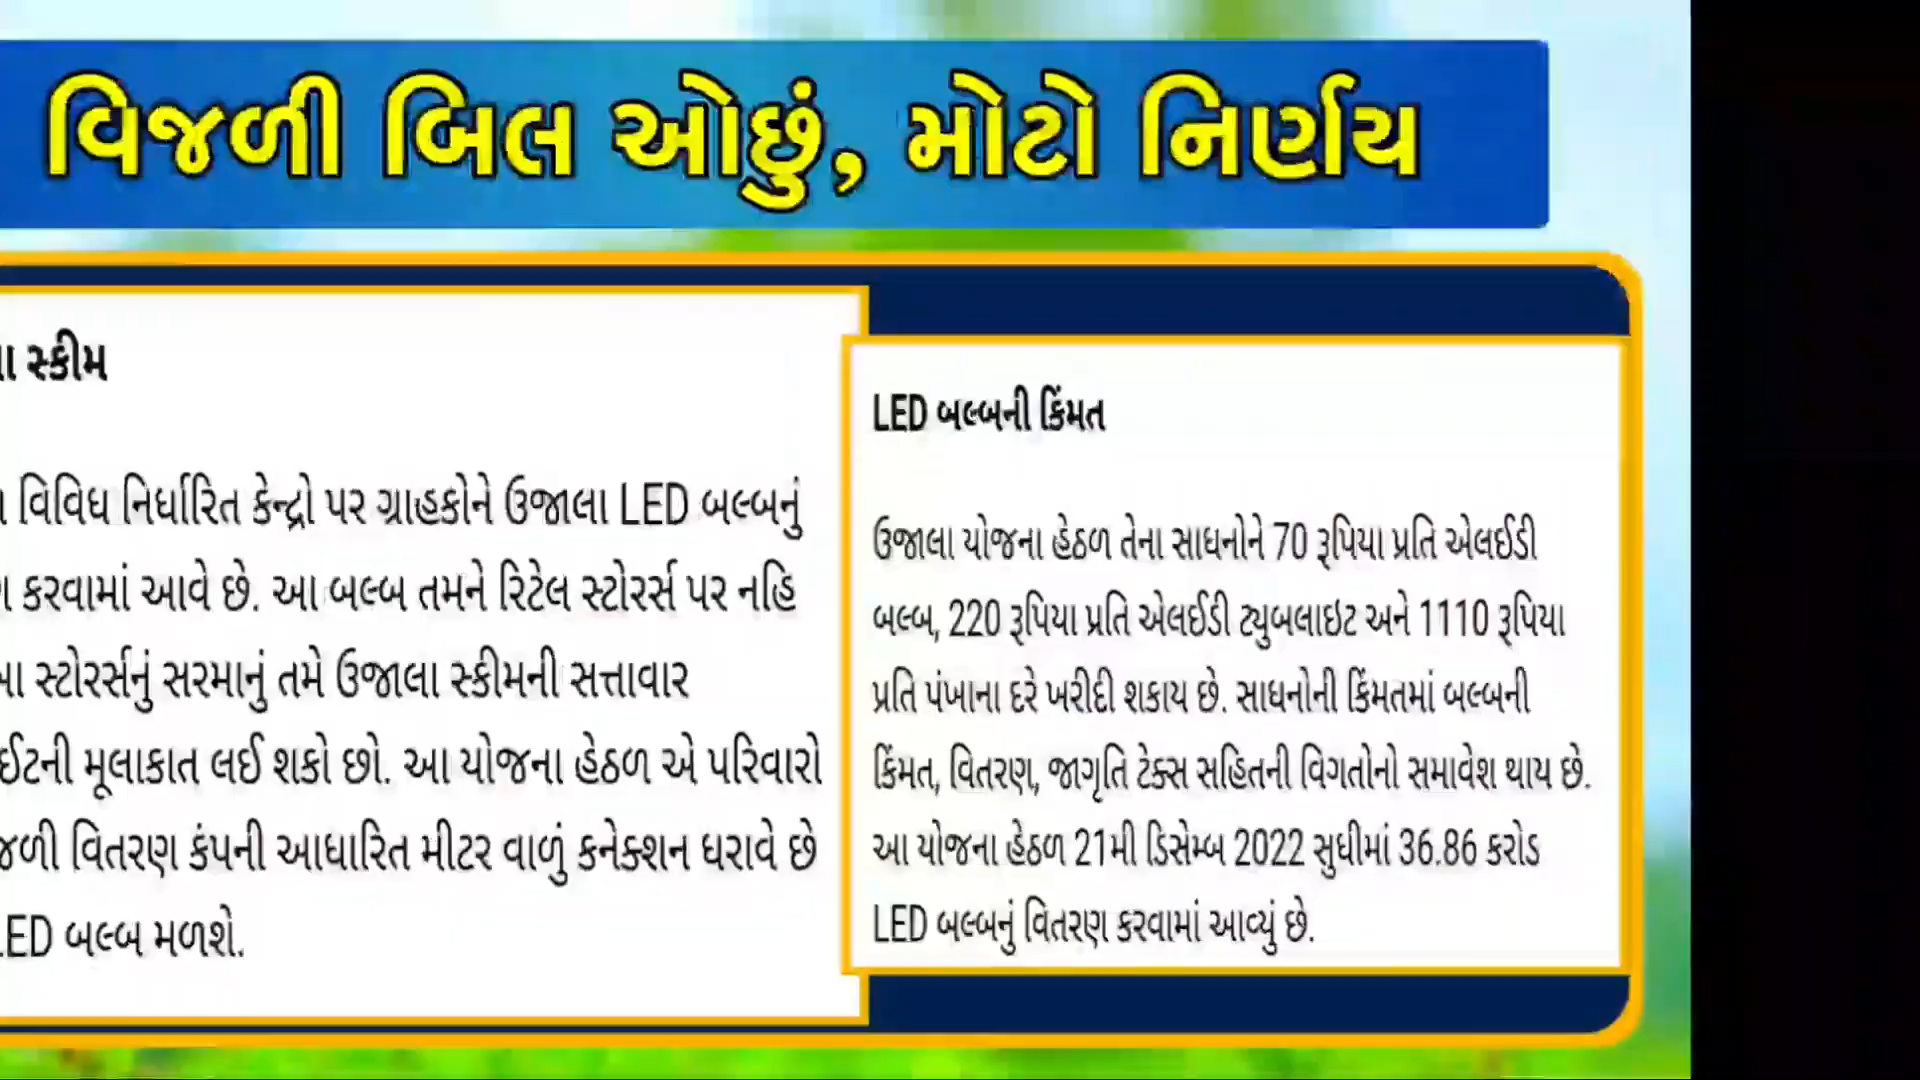 વિજળી બિલ ઓછું, મોટો નિર્ણય
સ્કીમ
વિવિધ નિર્ધારિત કેન્દ્રો પર ગ્રાહકોને ઉજાલા LED બલ્બનું
કરવામાં આવે છે. આ બલ્બ તમને રિટેલ સ્ટોરર્સ પર નહિ
સ્ટોરર્સનું સરમાનું તમે ઉજાલા સ્કીમની સત્તાવાર
મૂલાકાત લઈ શકો છો. આ યોજના હેઠળ એ પરિવારો
વિતરણ કંપની આધારિત મીટર વાળું કનેક્શન ધરાવે છે
LED બલ્બ મળશે.
LED બલ્બની કિંમત
ઉજાલા યોજના હેઠળ તેના સાધનોને 70 રૂપિયા પ્રતિ એલઈડી
બલ્બ, 220 રૂપિયા પ્રતિ એલઈડી ટ્યુબલાઇટ અને 1110 રૂપિયા
પ્રતિ પંખાના દરે ખરીદી શકાય છે. સાધનોની કિંમતમાં બલ્બની
કિંમત, વિતરણ, જાગૃતિ ટેક્સ સહિતની વિગતોનો સમાવેશ થાય છે.
આ યોજના હેઠળ 21મી ડિસેમ્બ 2022 સુધીમાં 36.86 કરોડ
LED બલ્બનું વિતરણ કરવામાં આવ્યું છે.